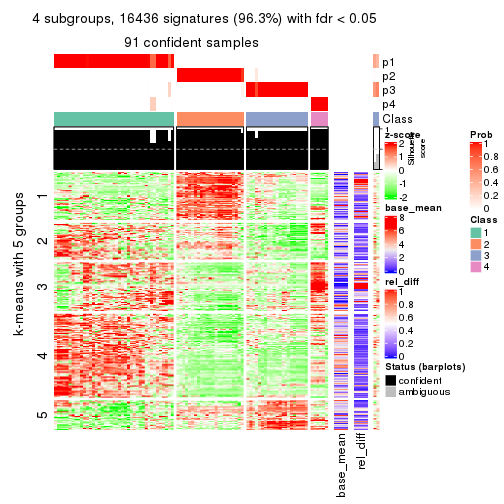 4 subgroups, 16436 signatures (96.3%) with fdr < 0.05
91 confident samples
p1
p2
p3
p4
Class
1
Silhouette
score
k-means with 5 groups
1
2
3
4
5
base_mean
rel_diff
z-score
2
1
0
-1
-2
base_mean
8
6
4
2
0
rel_diff
1
0.8
0.6
0.4
0.2
0
Status (barplots)
confident
ambiguous
Prob
1
0.8
0.6
0.4
0.2
0
Class
1
2
3
4